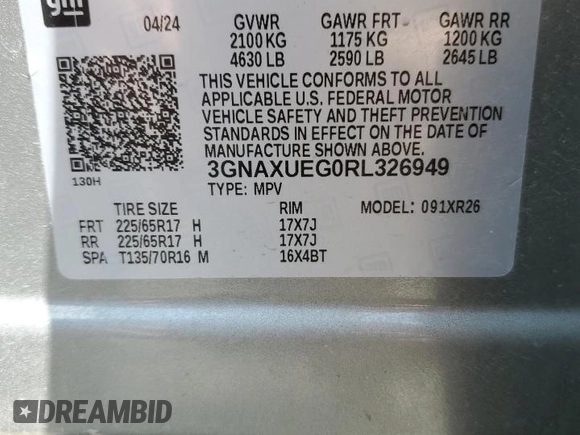 gm
04/24 GVWR GAWR FRT GAWR RR
2100 KG 1175 KG 1200 KG
4630 LB 2590 LB 2645 LB
THIS VEHICLE CONFORMS TO ALL
APPLICABLE U.S. FEDERAL MOTOR
VEHICLE SAFETY AND THEFT PREVENTION
STANDARDS IN EFFECT ON THE DATE OF
MANUFACTURE SHOWN ABOVE.
130H 3GNAXUEG0RL326949
TYPE: MPV
TIRE SIZE RIM MODEL: 091XR26
FRT 225/65R17 H 17X7J
RR 225/65R17 H 17X7J
SPA T135/70R16 M 16X4BT
DREAMBID